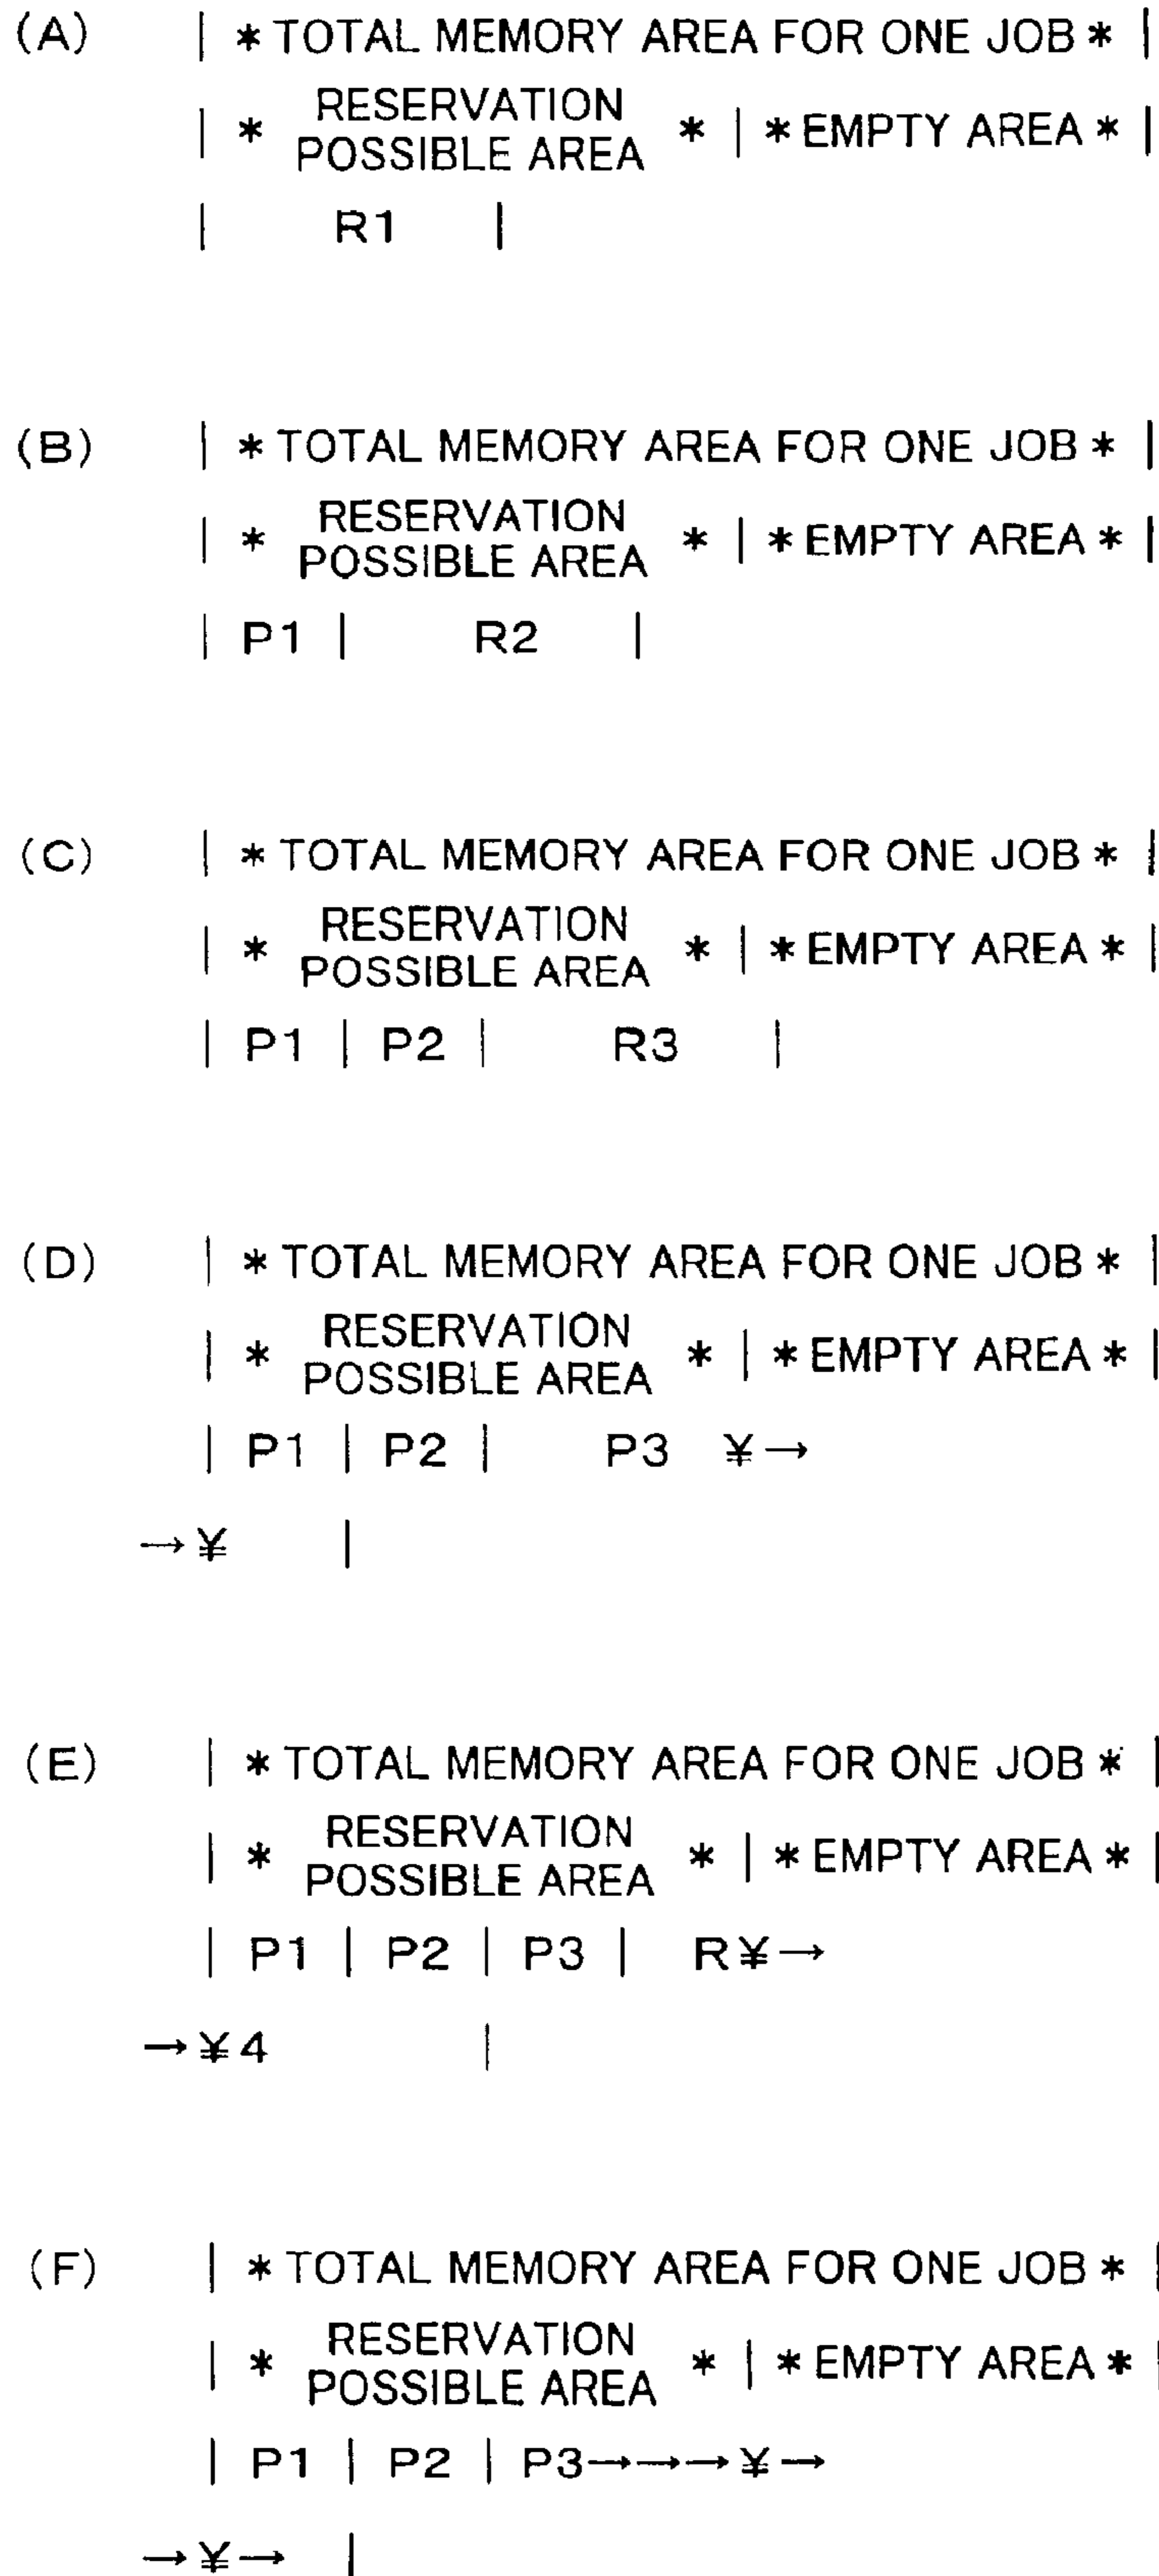 (A) | * TOTAL MEMORY AREA FOR ONE JOB * |
| * RESERVATION
POSSIBLE AREA * | * EMPTY AREA * |
| R1 |
(B) | * TOTAL MEMORY AREA FOR ONE JOB * |
| * RESERVATION
POSSIBLE AREA * | * EMPTY AREA * |
| P1 | R2 |
(C) | * TOTAL MEMORY AREA FOR ONE JOB * |
| * RESERVATION
POSSIBLE AREA * | * EMPTY AREA * |
| P1 | P2 | R3 |
(D) | * TOTAL MEMORY AREA FOR ONE JOB * |
| * RESERVATION
POSSIBLE AREA * | * EMPTY AREA * |
| P1 | P2 | P3 ¥→
→¥ |
(E) | * TOTAL MEMORY AREA FOR ONE JOB * |
| * RESERVATION
POSSIBLE AREA * | * EMPTY AREA * |
| P1 | P2 | P3 | R¥→
→¥4 |
(F) | * TOTAL MEMORY AREA FOR ONE JOB * |
| * RESERVATION
POSSIBLE AREA * | * EMPTY AREA * |
| P1 | P2 | P3→→→¥→
→¥→ |